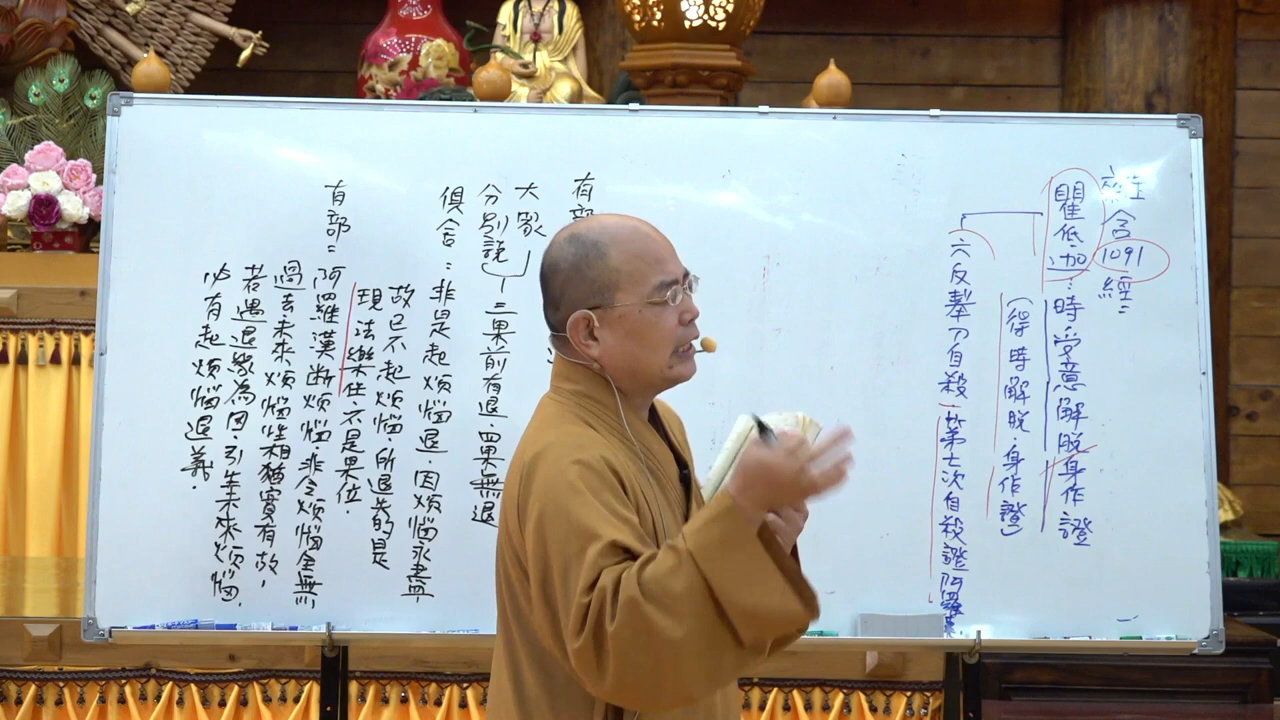 雜含1091經：
瞿低迦：時受意解脱身作證
（得時解脱，身作證）
六反舉刀自殺，第七次自殺證阿羅漢
有部
大眾
分別說
三果前有退，四果無退
俱舍：非是起煩惱退，因煩惱永盡
故已不起煩惱，所退失的是
現法樂住，不是果位．
有部：阿羅漢斷煩惱，非令煩惱全無，
過去未來煩惱性相猶實有故，
若遇退緣為因，引生未來煩惱，
必有起煩惱退義．